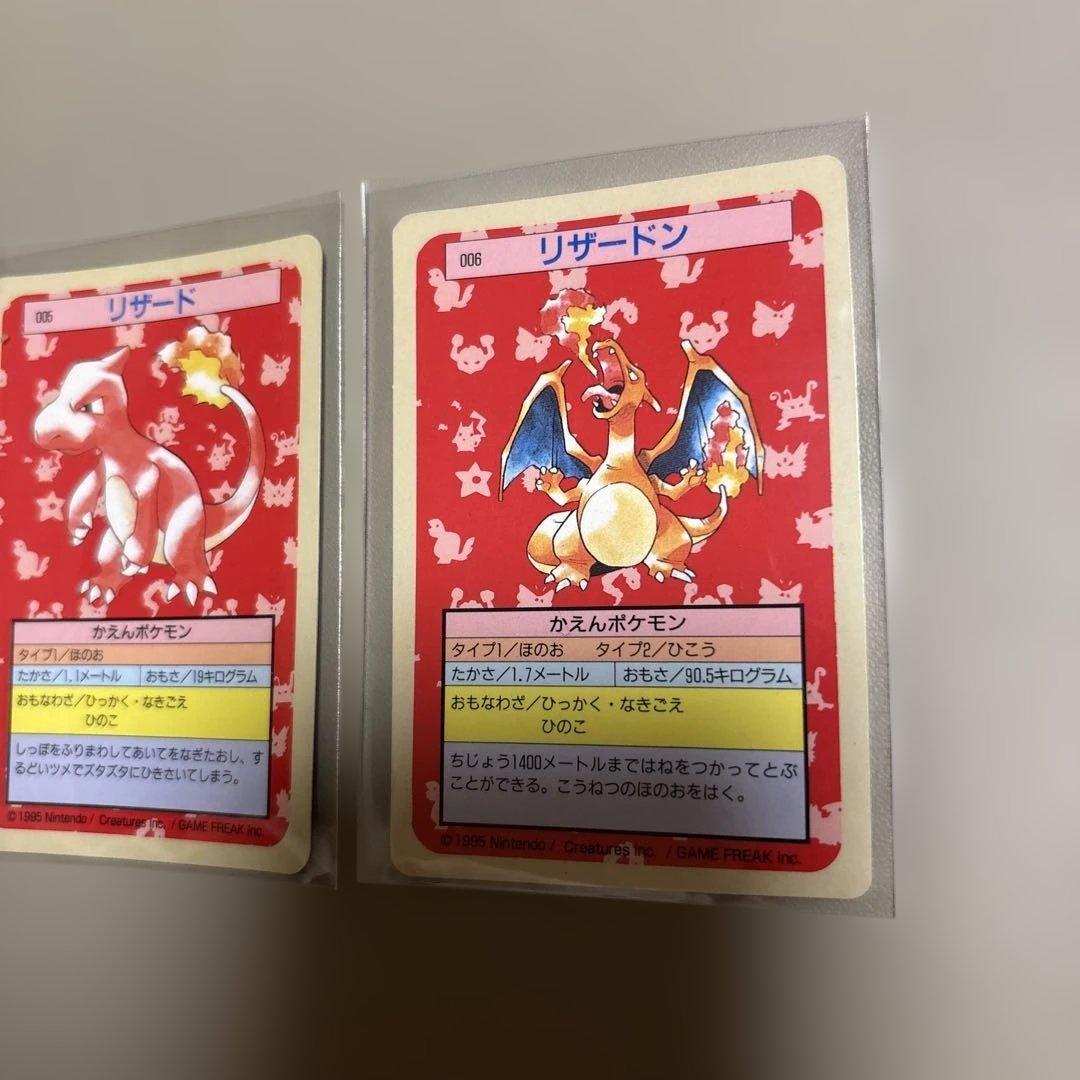 005 リザード
かえんポケモン
タイプ1/ほのお
たかさ/1.1メートル おもさ/19キログラム
おもなわざ/ひっかく・なきごえ
ひのこ
しっぽをふりまわしてあいてをなぎたおし、す
るどいツメでズタズタにひきさいてしまう。
©1995 Nintendo / Creatures inc. / GAME FREAK inc.
006 リザードン
かえんポケモン
タイプ1/ほのお タイプ2/ひこう
たかさ/1.7メートル おもさ/90.5キログラム
おもなわざ/ひっかく・なきごえ
ひのこ
ちじょう1400メートルまではねをつかってとぶ
ことができる。こうねつのほのおをはく。
©1995 Nintendo / Creatures inc. / GAME FREAK inc.